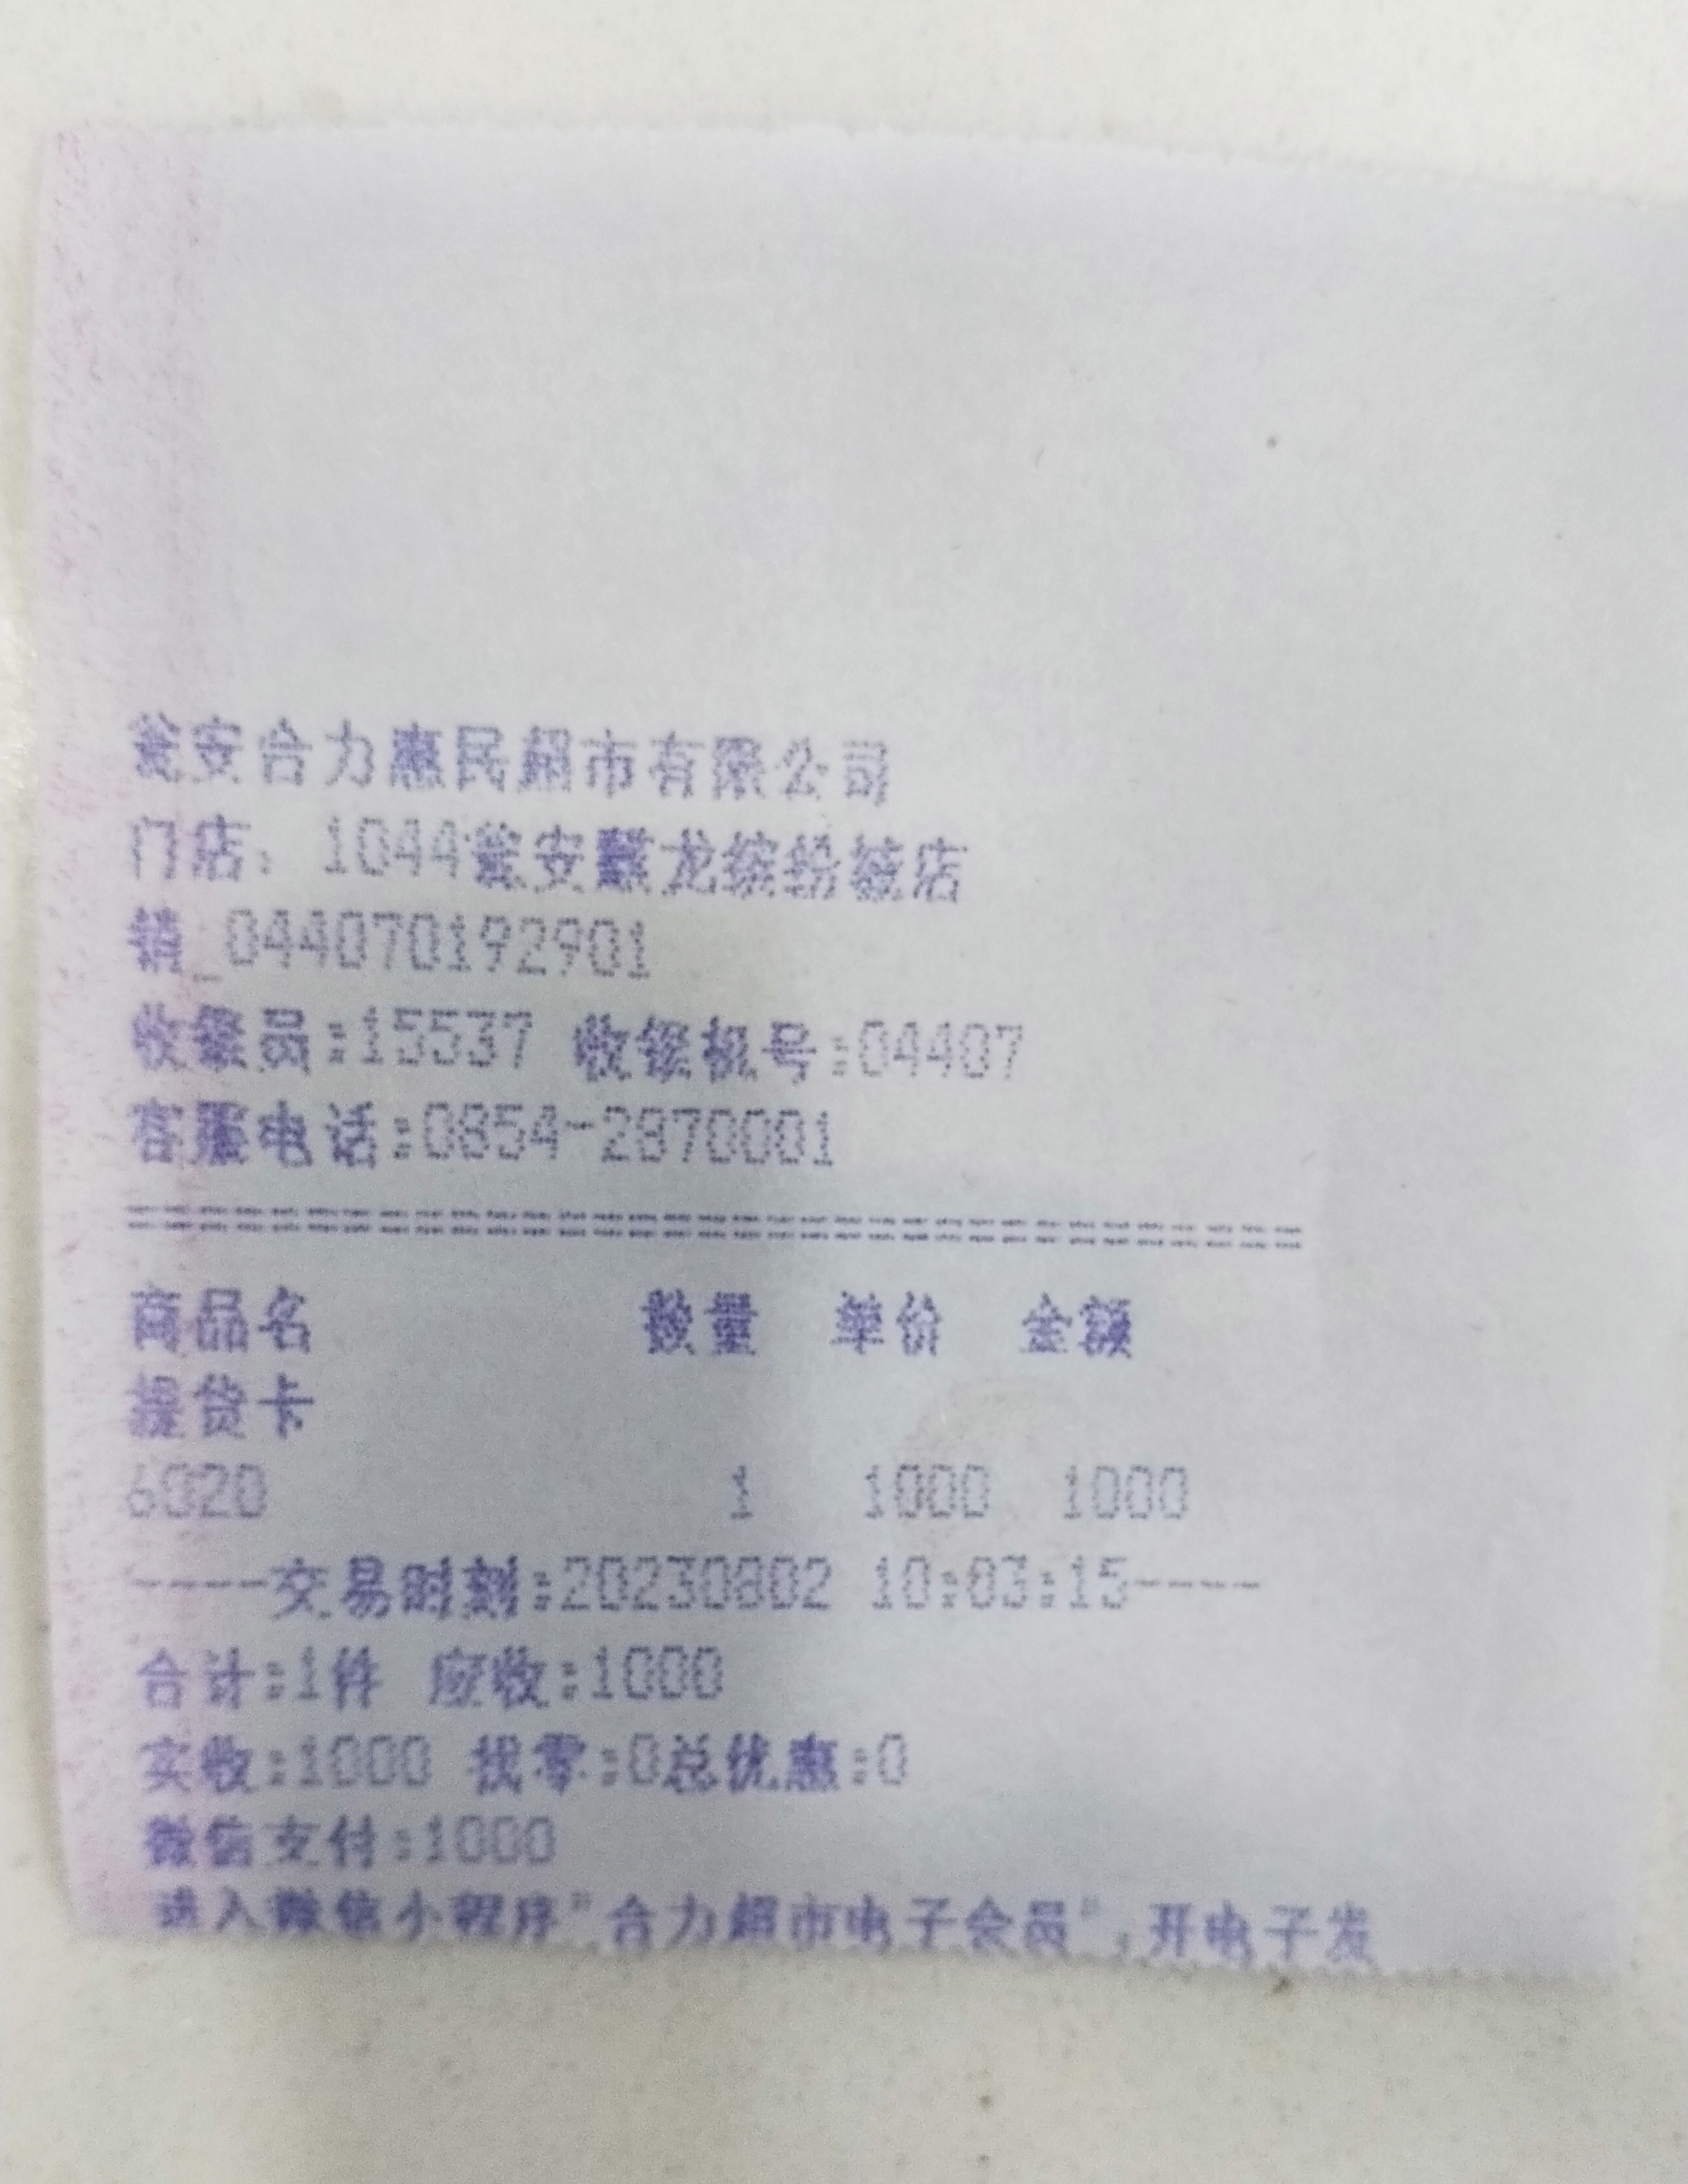 瓮安合力惠民超市有限公司
门店：1044瓮安麒龙缤纷城店
销_044070192901
收银员:15537 收银机号:04407
客服电话:0854-2870001
================================
商品名 数量 单价 金额
提货卡
6020 1 1000 1000
----交易时刻:20230802 10:03:15----
合计:1件 应收:1000
实收:1000 找零:0总优惠:0
微信支付:1000
进入微信小程序"合力超市电子会员",开电子发